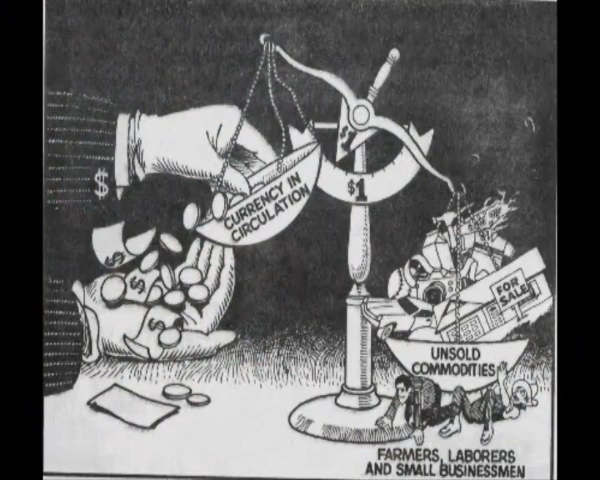 $
CURRENCY IN
CIRCULATION
$1
$
$
$
FOR
SALE
UNSOLD
COMMODITIES
FARMERS, LABORERS
AND SMALL BUSINESSMEN